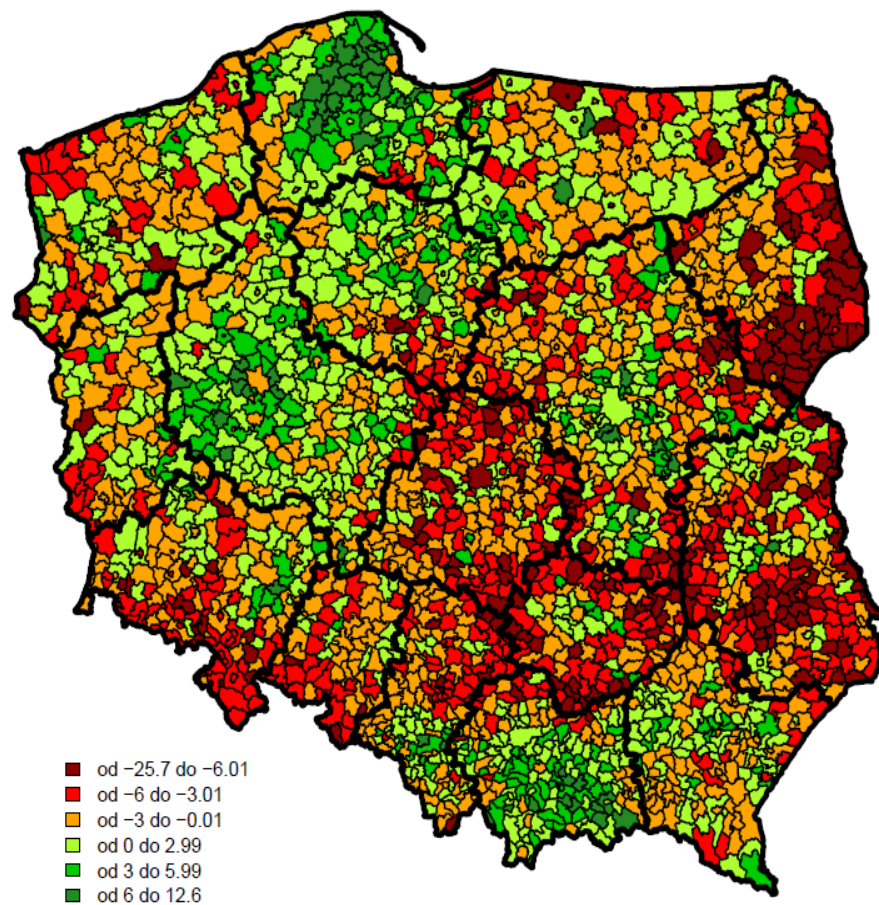 od −25.7 do −6.01
od −6 do −3.01
od −3 do −0.01
od 0 do 2.99
od 3 do 5.99
od 6 do 12.6